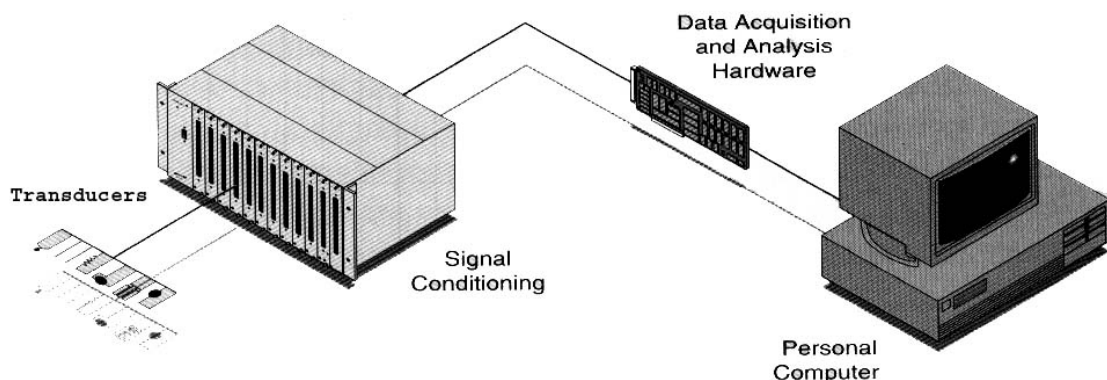 Data Acquisition
and Analysis
Hardware
Transducers
Signal
Conditioning
Personal
Computer